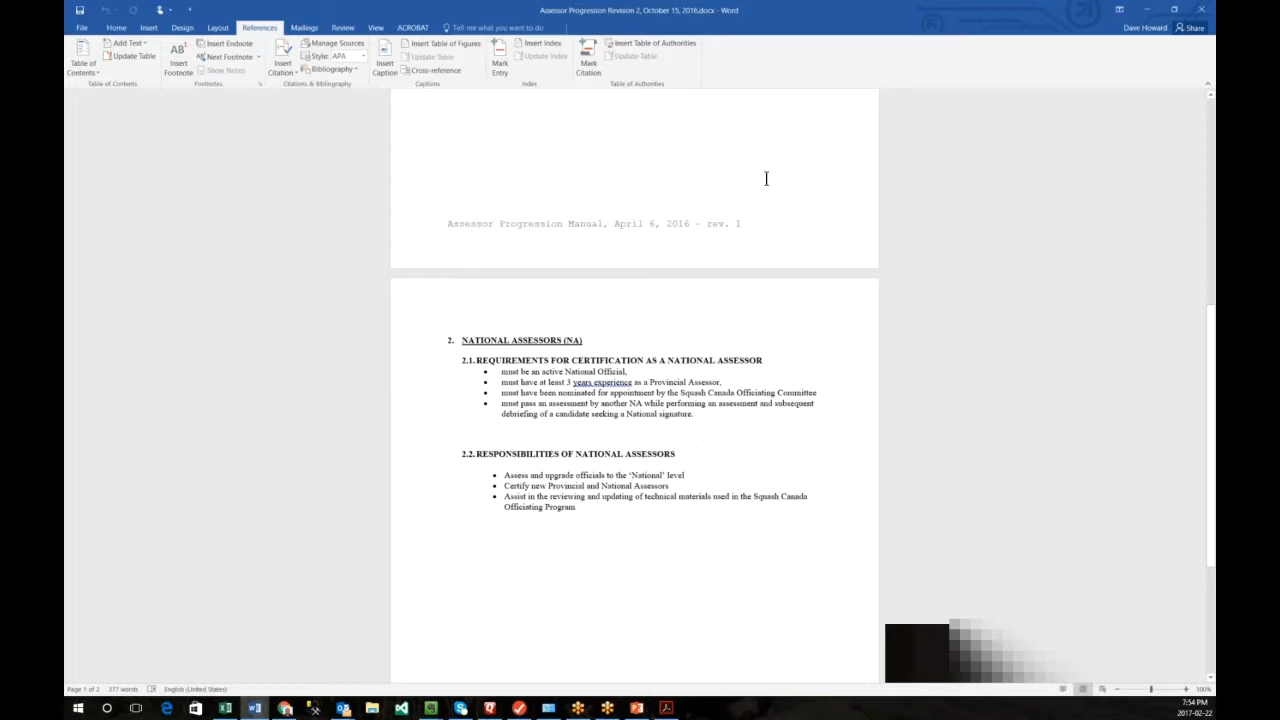 Assessor Progression Revision 2, October 15, 2016.docx - Word
File Home Insert Design Layout References Mailings Review View ACROBAT Tell me what you want to do Dave Howard Share
Add Text Insert Endnote Manage Sources Insert Table of Figures Insert Index Insert Table of Authorities
AB1
Update Table Next Footnote Style: APA Update Table Update Index Update Table
Table of Contents Insert Footnote Show Notes Insert Citation Bibliography Insert Caption Cross-reference Mark Entry Mark Citation
Table of Contents Footnotes Citations & Bibliography Captions Index Table of Authorities
Assessor Progression Manual, April 6, 2016 - rev. 1
2. NATIONAL ASSESSORS (NA)
2.1. REQUIREMENTS FOR CERTIFICATION AS A NATIONAL ASSESSOR
• must be an active National Official,
• must have at least 3 years experience as a Provincial Assessor,
• must have been nominated for appointment by the Squash Canada Officiating Committee
• must pass an assessment by another NA while performing an assessment and subsequent
debriefing of a candidate seeking a National signature.
2.2. RESPONSIBILITIES OF NATIONAL ASSESSORS
• Assess and upgrade officials to the ‘National’ level
• Certify new Provincial and National Assessors
• Assist in the reviewing and updating of technical materials used in the Squash Canada
Officiating Program
Page 1 of 2 377 words English (United States) 100%
7:54 PM
2017-02-22